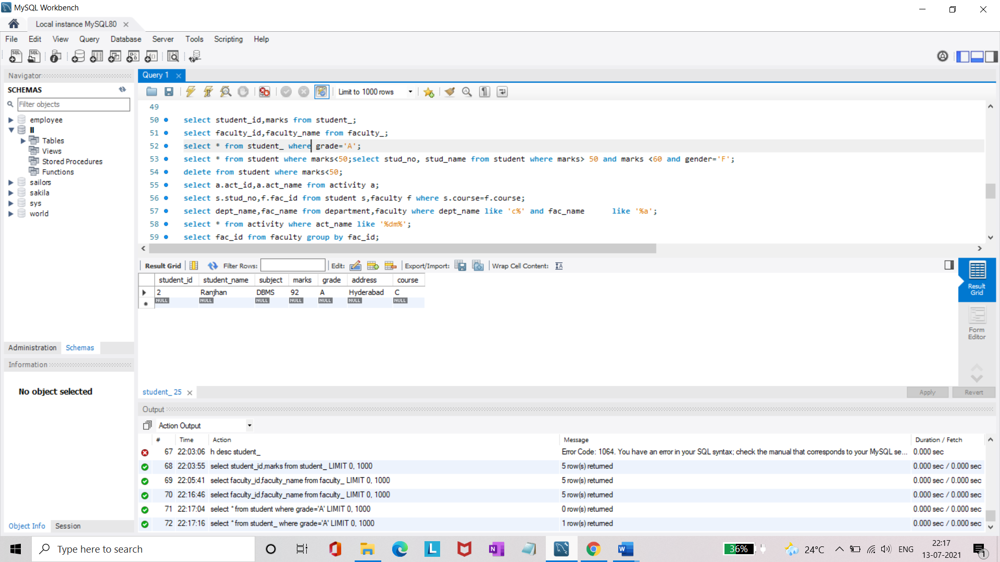 MySQL Workbench
Local instance MySQL80
File Edit View Query Database Server Tools Scripting Help
Navigator
SCHEMAS
Filter objects
employee
ll
Tables
Views
Stored Procedures
Functions
sailors
sakila
sys
world
Administration Schemas
Information
No object selected
Object Info Session
Query 1
Limit to 1000 rows
49
50 select student_id,marks from student_;
51 select faculty_id,faculty_name from faculty_;
52 select * from student_ where grade='A';
53 select * from student where marks<50;select stud_no, stud_name from student where marks> 50 and marks <60 and gender='F';
54 delete from student where marks<50;
55 select a.act_id,a.act_name from activity a;
56 select s.stud_no,f.fac_id from student s,faculty f where s.course=f.course;
57 select dept_name,fac_name from department,faculty where dept_name like 'c%' and fac_name like '%a';
58 select * from activity where act_name like '%dm%';
59 select fac_id from faculty group by fac_id;
Result Grid Filter Rows: Edit: Export/Import: Wrap Cell Content:
student_id student_name subject marks grade address course
2 Ranjhan DBMS 92 A Hyderabad C
NULL NULL NULL NULL NULL NULL NULL
Result Grid
Form Editor
student_ 25
Apply Revert
Output
Action Output
# Time Action Message Duration / Fetch
67 22:03:06 h desc student_ Error Code: 1064. You have an error in your SQL syntax; check the manual that corresponds to your MySQL se... 0.000 sec
68 22:03:55 select student_id,marks from student_ LIMIT 0, 1000 5 row(s) returned 0.000 sec / 0.000 sec
69 22:05:41 select faculty_id,faculty_name from faculty_ LIMIT 0, 1000 5 row(s) returned 0.000 sec / 0.000 sec
70 22:16:46 select faculty_id,faculty_name from faculty_ LIMIT 0, 1000 5 row(s) returned 0.000 sec / 0.000 sec
71 22:17:04 select * from student where grade='A' LIMIT 0, 1000 0 row(s) returned 0.000 sec / 0.000 sec
72 22:17:16 select * from student_ where grade='A' LIMIT 0, 1000 1 row(s) returned 0.000 sec / 0.000 sec
Type here to search
36%
24°C
ENG
22:17
13-07-2021
1